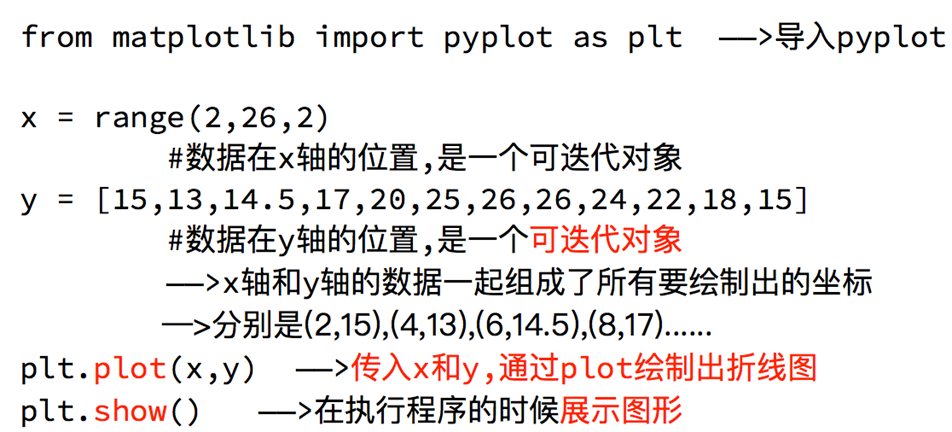 from matplotlib import pyplot as plt ——>导入pyplot
x = range(2,26,2)
#数据在x轴的位置,是一个可迭代对象
y = [15,13,14.5,17,20,25,26,26,24,22,18,15]
#数据在y轴的位置,是一个可迭代对象
——>x轴和y轴的数据一起组成了所有要绘制出的坐标
——>分别是(2,15),(4,13),(6,14.5),(8,17)......
plt.plot(x,y) ——>传入x和y,通过plot绘制出折线图
plt.show() ——>在执行程序的时候展示图形